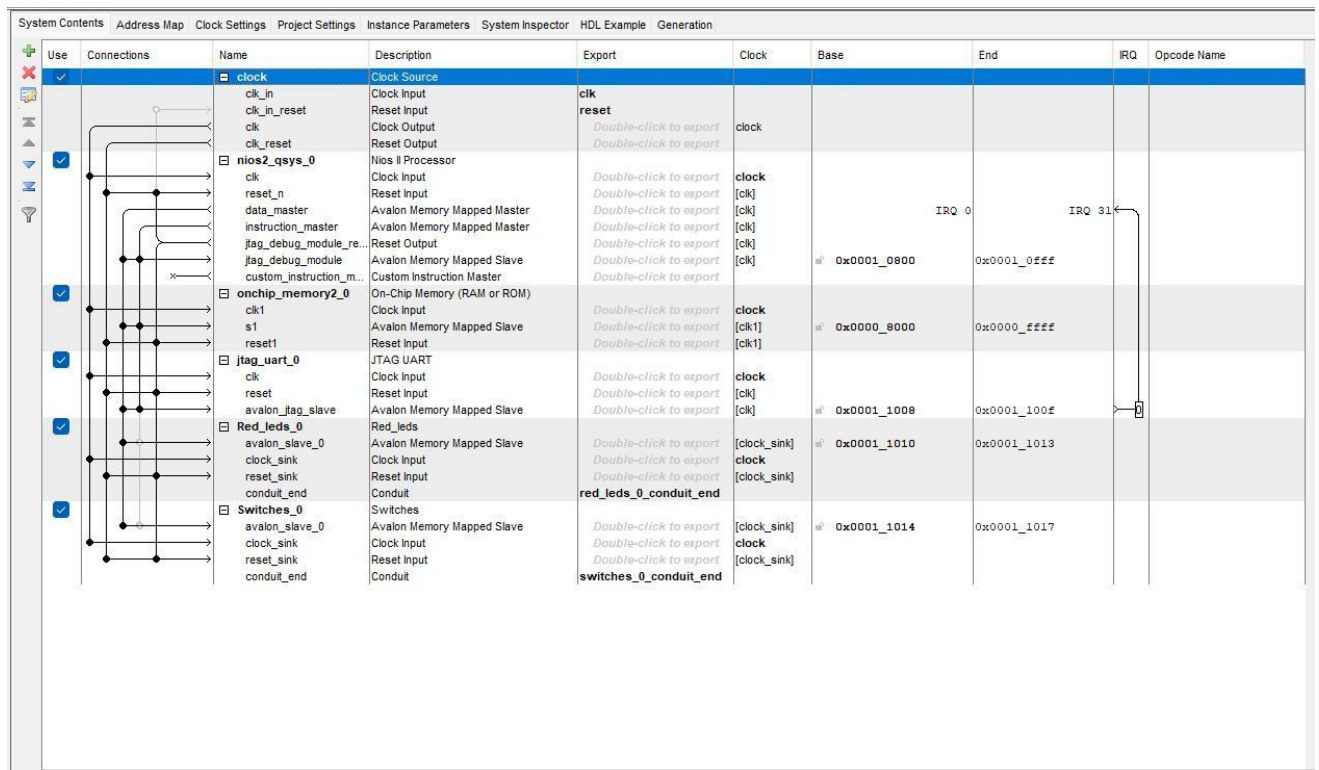 System Contents Address Map Clock Settings Project Settings Instance Parameters System Inspector HDL Example Generation
Use Connections Name Description Export Clock Base End IRQ Opcode Name
clock Clock Source
clk_in Clock Input clk
clk_in_reset Reset Input reset
clk Clock Output Double-click to export clock
clk_reset Reset Output Double-click to export
nios2_qsys_0 Nios II Processor
clk Clock Input Double-click to export clock
reset_n Reset Input Double-click to export [clk]
data_master Avalon Memory Mapped Master Double-click to export [clk] IRQ 0 IRQ 31
instruction_master Avalon Memory Mapped Master Double-click to export [clk]
jtag_debug_module_re... Reset Output Double-click to export [clk]
jtag_debug_module Avalon Memory Mapped Slave Double-click to export [clk] 0x0001_0800 0x0001_0fff
custom_instruction_m... Custom Instruction Master Double-click to export
onchip_memory2_0 On-Chip Memory (RAM or ROM)
clk1 Clock Input Double-click to export clock
s1 Avalon Memory Mapped Slave Double-click to export [clk1] 0x0000_8000 0x0000_ffff
reset1 Reset Input Double-click to export [clk1]
jtag_uart_0 JTAG UART
clk Clock Input Double-click to export clock
reset Reset Input Double-click to export [clk]
avalon_jtag_slave Avalon Memory Mapped Slave Double-click to export [clk] 0x0001_1008 0x0001_100f 0
Red_leds_0 Red_leds
avalon_slave_0 Avalon Memory Mapped Slave Double-click to export [clock_sink] 0x0001_1010 0x0001_1013
clock_sink Clock Input Double-click to export clock
reset_sink Reset Input Double-click to export [clock_sink]
conduit_end Conduit red_leds_0_conduit_end
Switches_0 Switches
avalon_slave_0 Avalon Memory Mapped Slave Double-click to export [clock_sink] 0x0001_1014 0x0001_1017
clock_sink Clock Input Double-click to export clock
reset_sink Reset Input Double-click to export [clock_sink]
conduit_end Conduit switches_0_conduit_end